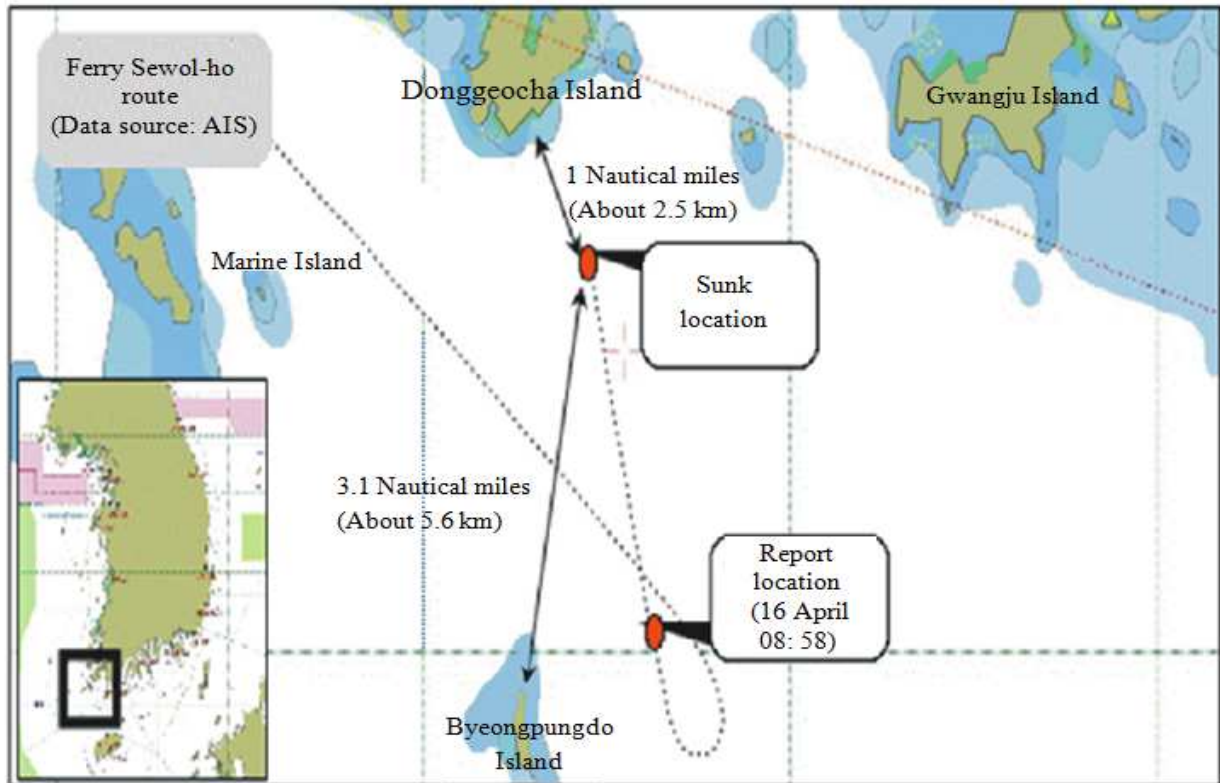 Ferry Sewol-ho
route
(Data source: AIS)
Donggeocha Island
Gwangju Island
1 Nautical miles
(About 2.5 km)
Marine Island
Sunk
location
3.1 Nautical miles
(About 5.6 km)
Report
location
(16 April
08: 58)
Byeongpungdo
Island